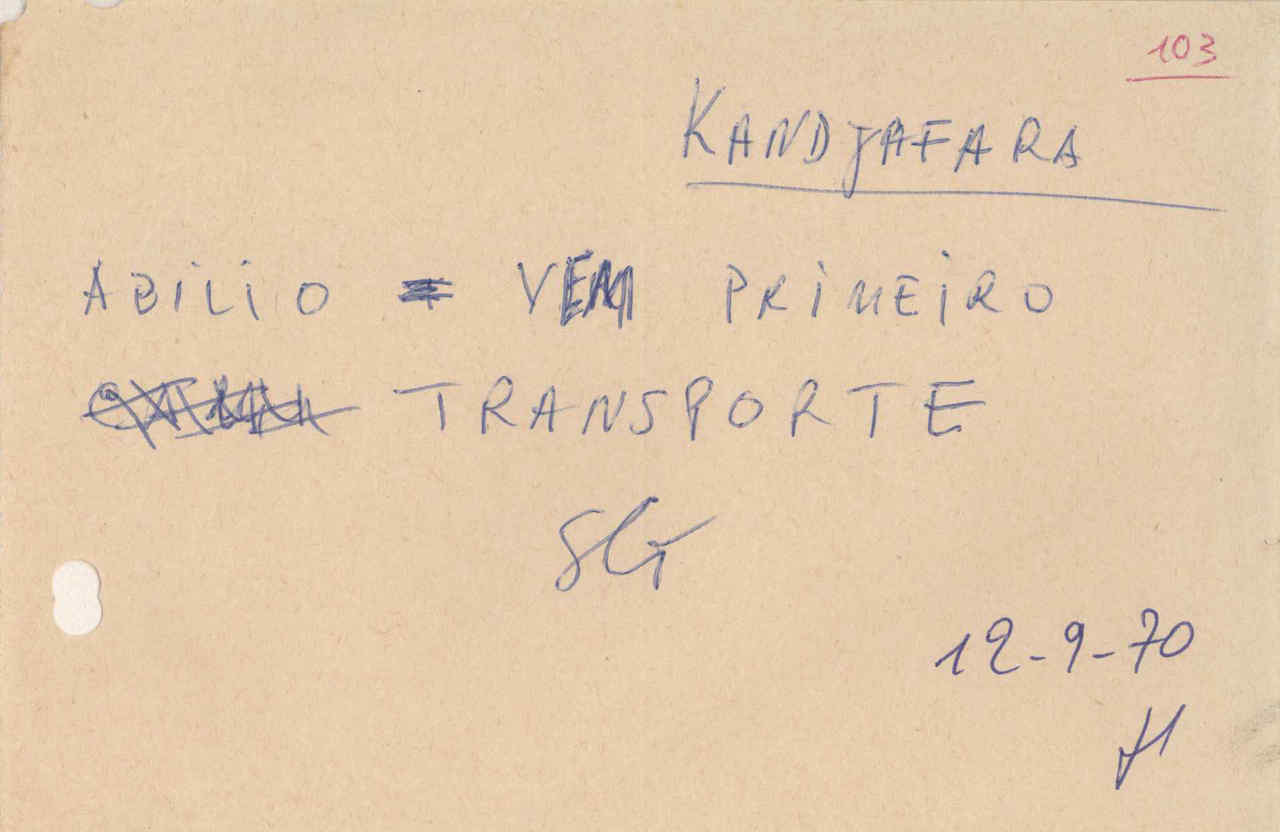 103
KANDJAFARA
ABiLiO = VEM PRiMEiRO
TRANSPORTE
SG
12-9-70